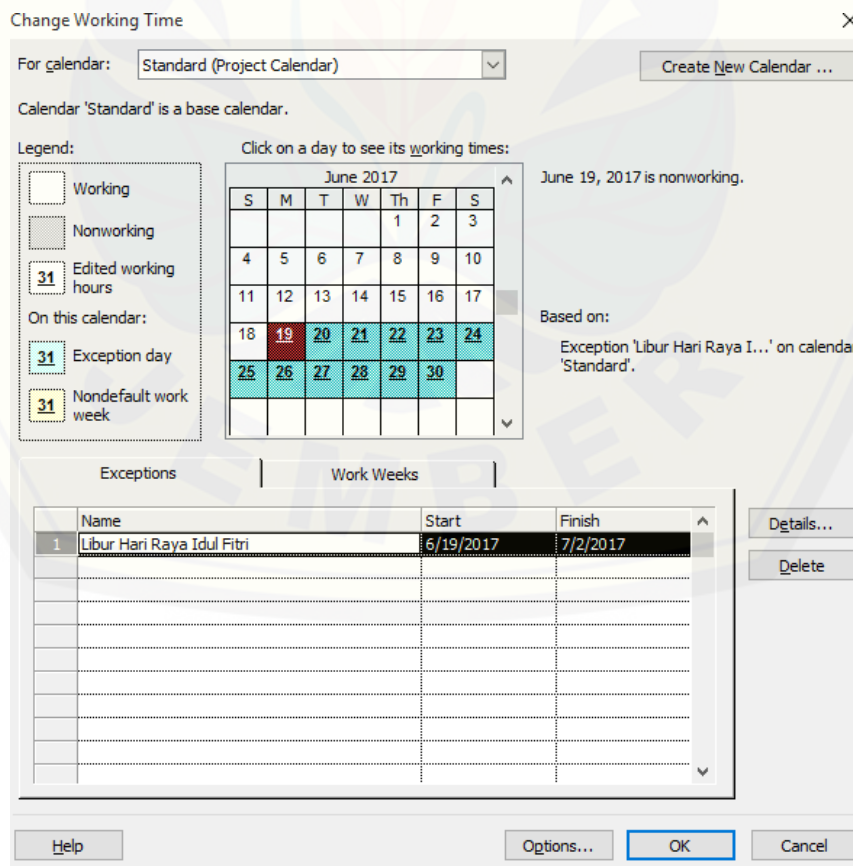 Change Working Time
For calendar: Standard (Project Calendar) Create New Calendar ...
Calendar 'Standard' is a base calendar.
Legend: Click on a day to see its working times:
Working
Nonworking
31 Edited working
hours
On this calendar:
31 Exception day
31 Nondefault work
week
June 2017
S M T W Th F S
1 2 3
4 5 6 7 8 9 10
11 12 13 14 15 16 17
18 19 20 21 22 23 24
25 26 27 28 29 30
June 19, 2017 is nonworking.
Based on:
Exception 'Libur Hari Raya I...' on calendar
'Standard'.
Exceptions Work Weeks
Name Start Finish
1 Libur Hari Raya Idul Fitri 6/19/2017 7/2/2017
Details...
Delete
JEMBER
Help Options... OK Cancel